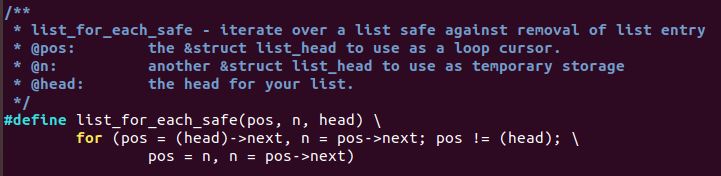 /**
 * list_for_each_safe - iterate over a list safe against removal of list entry
 * @pos:        the &struct list_head to use as a loop cursor.
 * @n:          another &struct list_head to use as temporary storage
 * @head:       the head for your list.
 */
#define list_for_each_safe(pos, n, head) \
        for (pos = (head)->next, n = pos->next; pos != (head); \
                pos = n, n = pos->next)